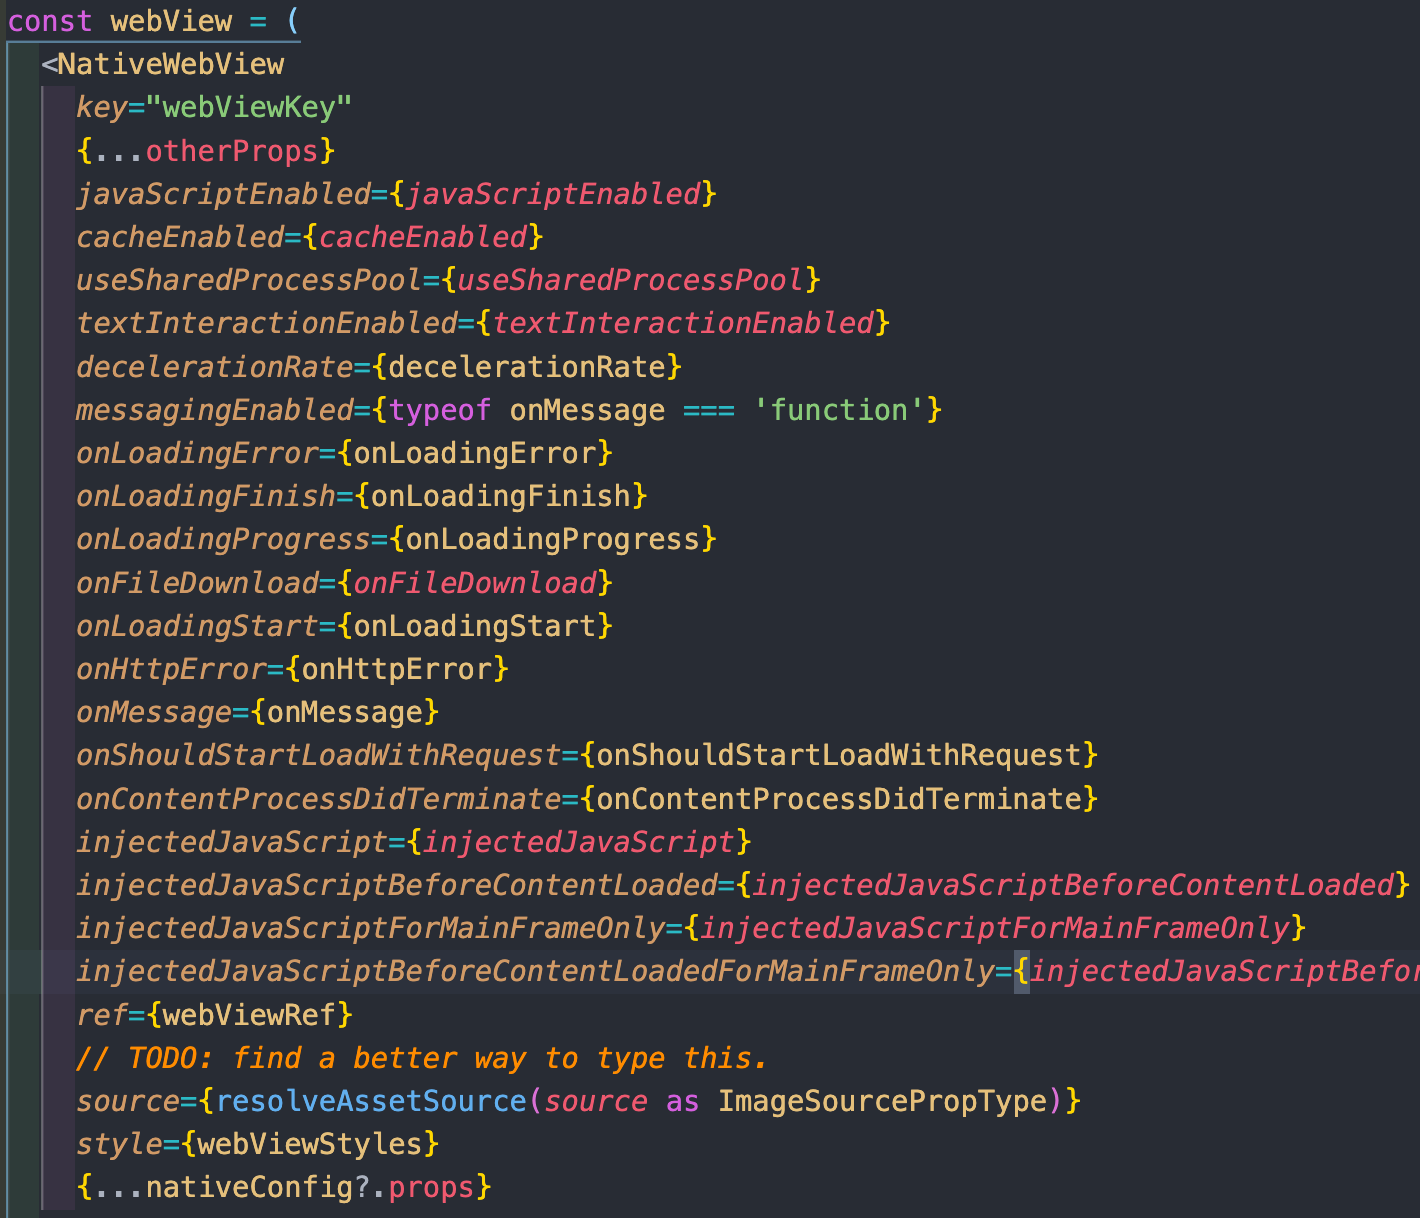 const webView = (
<NativeWebView
key="webViewKey"
{...otherProps}
javaScriptEnabled={javaScriptEnabled}
cacheEnabled={cacheEnabled}
useSharedProcessPool={useSharedProcessPool}
textInteractionEnabled={textInteractionEnabled}
decelerationRate={decelerationRate}
messagingEnabled={typeof onMessage === 'function'}
onLoadingError={onLoadingError}
onLoadingFinish={onLoadingFinish}
onLoadingProgress={onLoadingProgress}
onFileDownload={onFileDownload}
onLoadingStart={onLoadingStart}
onHttpError={onHttpError}
onMessage={onMessage}
onShouldStartLoadWithRequest={onShouldStartLoadWithRequest}
onContentProcessDidTerminate={onContentProcessDidTerminate}
injectedJavaScript={injectedJavaScript}
injectedJavaScriptBeforeContentLoaded={injectedJavaScriptBeforeContentLoaded}
injectedJavaScriptForMainFrameOnly={injectedJavaScriptForMainFrameOnly}
injectedJavaScriptBeforeContentLoadedForMainFrameOnly={injectedJavaScriptBefor
ref={webViewRef}
// TODO: find a better way to type this.
source={resolveAssetSource(source as ImageSourcePropType)}
style={webViewStyles}
{...nativeConfig?.props}